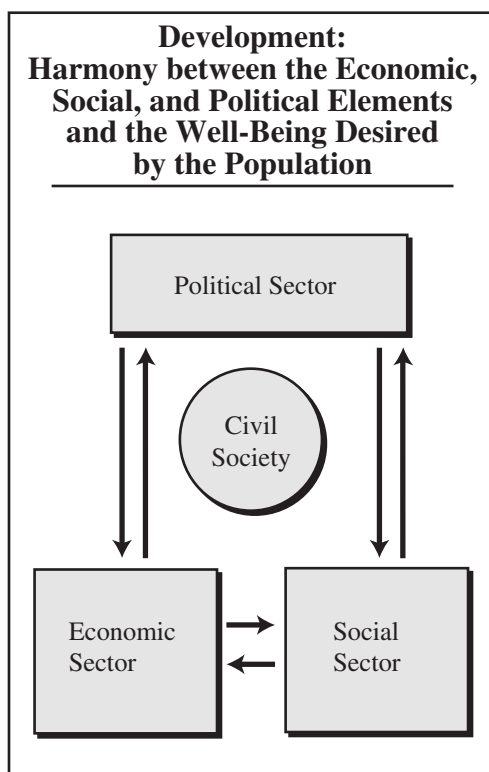 Development:
Harmony between the Economic,
Social, and Political Elements
and the Well-Being Desired
by the Population
Political Sector
Civil
Society
Economic
Sector
Social
Sector